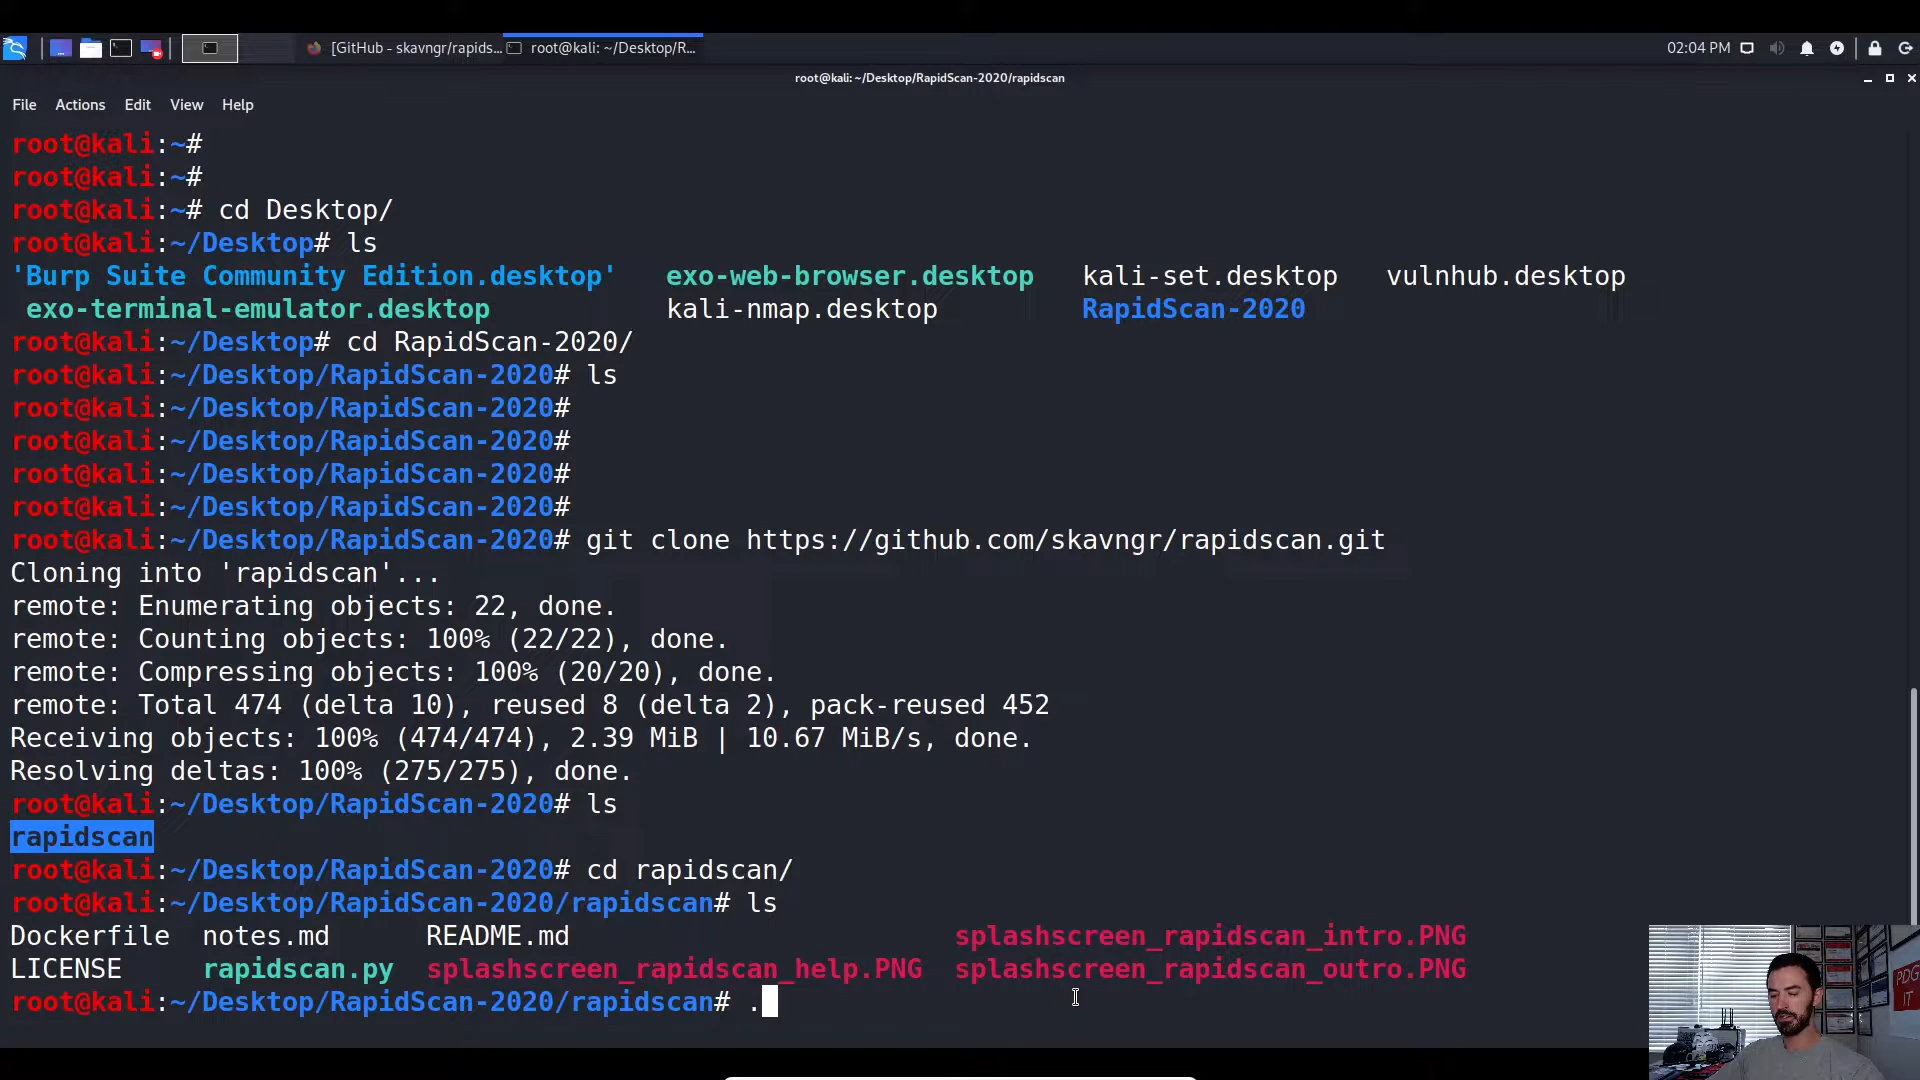 [GitHub - skavngr/rapids...
root@kali: ~/Desktop/R...
02:04 PM
root@kali: ~/Desktop/RapidScan-2020/rapidscan
File Actions Edit View Help
root@kali:~#
root@kali:~#
root@kali:~# cd Desktop/
root@kali:~/Desktop# ls
'Burp Suite Community Edition.desktop' exo-web-browser.desktop kali-set.desktop vulnhub.desktop
exo-terminal-emulator.desktop kali-nmap.desktop RapidScan-2020
root@kali:~/Desktop# cd RapidScan-2020/
root@kali:~/Desktop/RapidScan-2020# ls
root@kali:~/Desktop/RapidScan-2020#
root@kali:~/Desktop/RapidScan-2020#
root@kali:~/Desktop/RapidScan-2020#
root@kali:~/Desktop/RapidScan-2020#
root@kali:~/Desktop/RapidScan-2020# git clone https://github.com/skavngr/rapidscan.git
Cloning into 'rapidscan'...
remote: Enumerating objects: 22, done.
remote: Counting objects: 100% (22/22), done.
remote: Compressing objects: 100% (20/20), done.
remote: Total 474 (delta 10), reused 8 (delta 2), pack-reused 452
Receiving objects: 100% (474/474), 2.39 MiB | 10.67 MiB/s, done.
Resolving deltas: 100% (275/275), done.
root@kali:~/Desktop/RapidScan-2020# ls
rapidscan
root@kali:~/Desktop/RapidScan-2020# cd rapidscan/
root@kali:~/Desktop/RapidScan-2020/rapidscan# ls
Dockerfile notes.md README.md splashscreen_rapidscan_intro.PNG
LICENSE rapidscan.py splashscreen_rapidscan_help.PNG splashscreen_rapidscan_outro.PNG
root@kali:~/Desktop/RapidScan-2020/rapidscan# .
PDG
IT